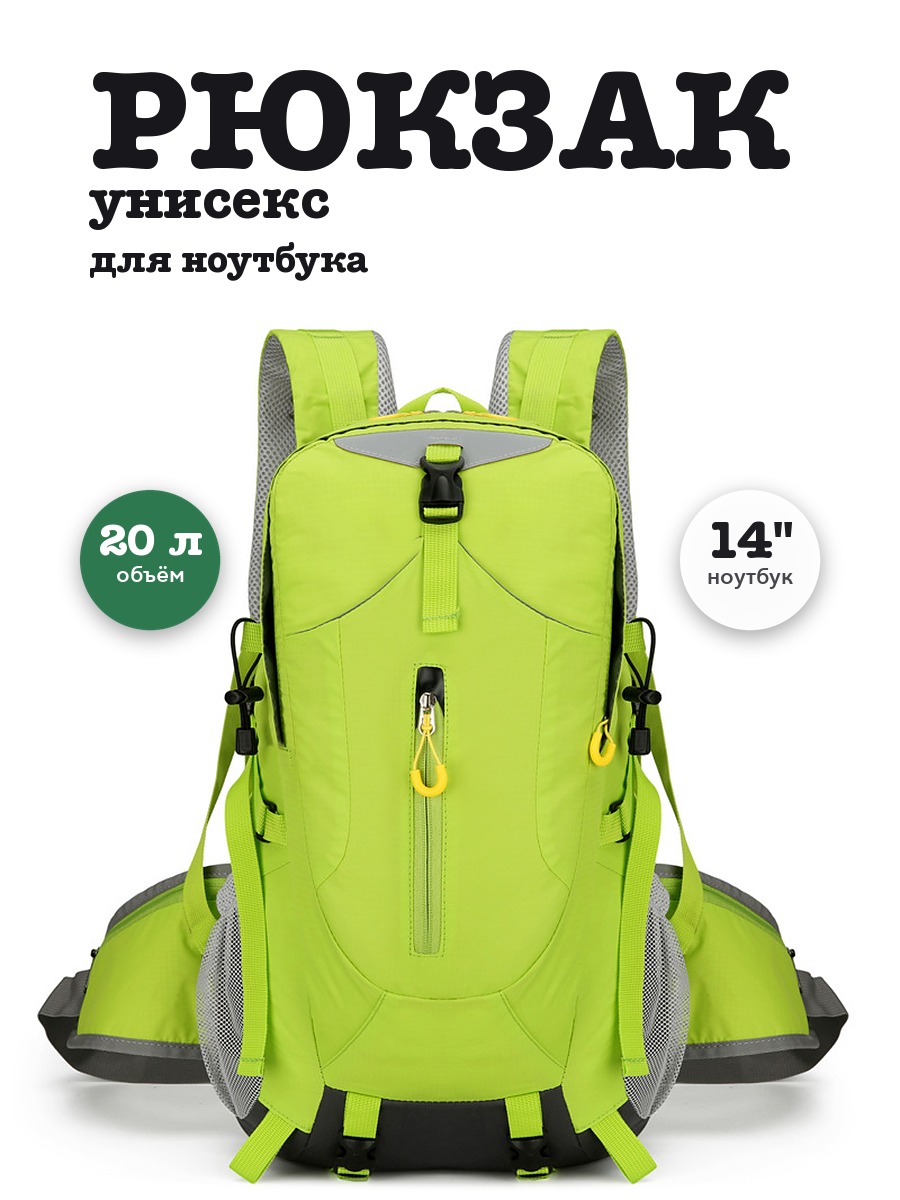 РЮКЗАК
унисекс
для ноутбука
20 л
объём
14"
ноутбук